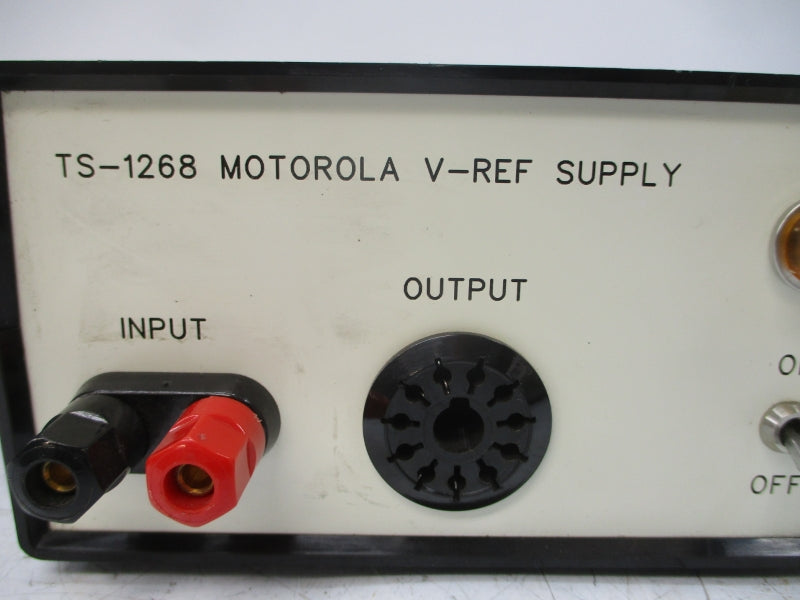 TS-1268 MOTOROLA V-REF SUPPLY
OUTPUT
INPUT
OFF